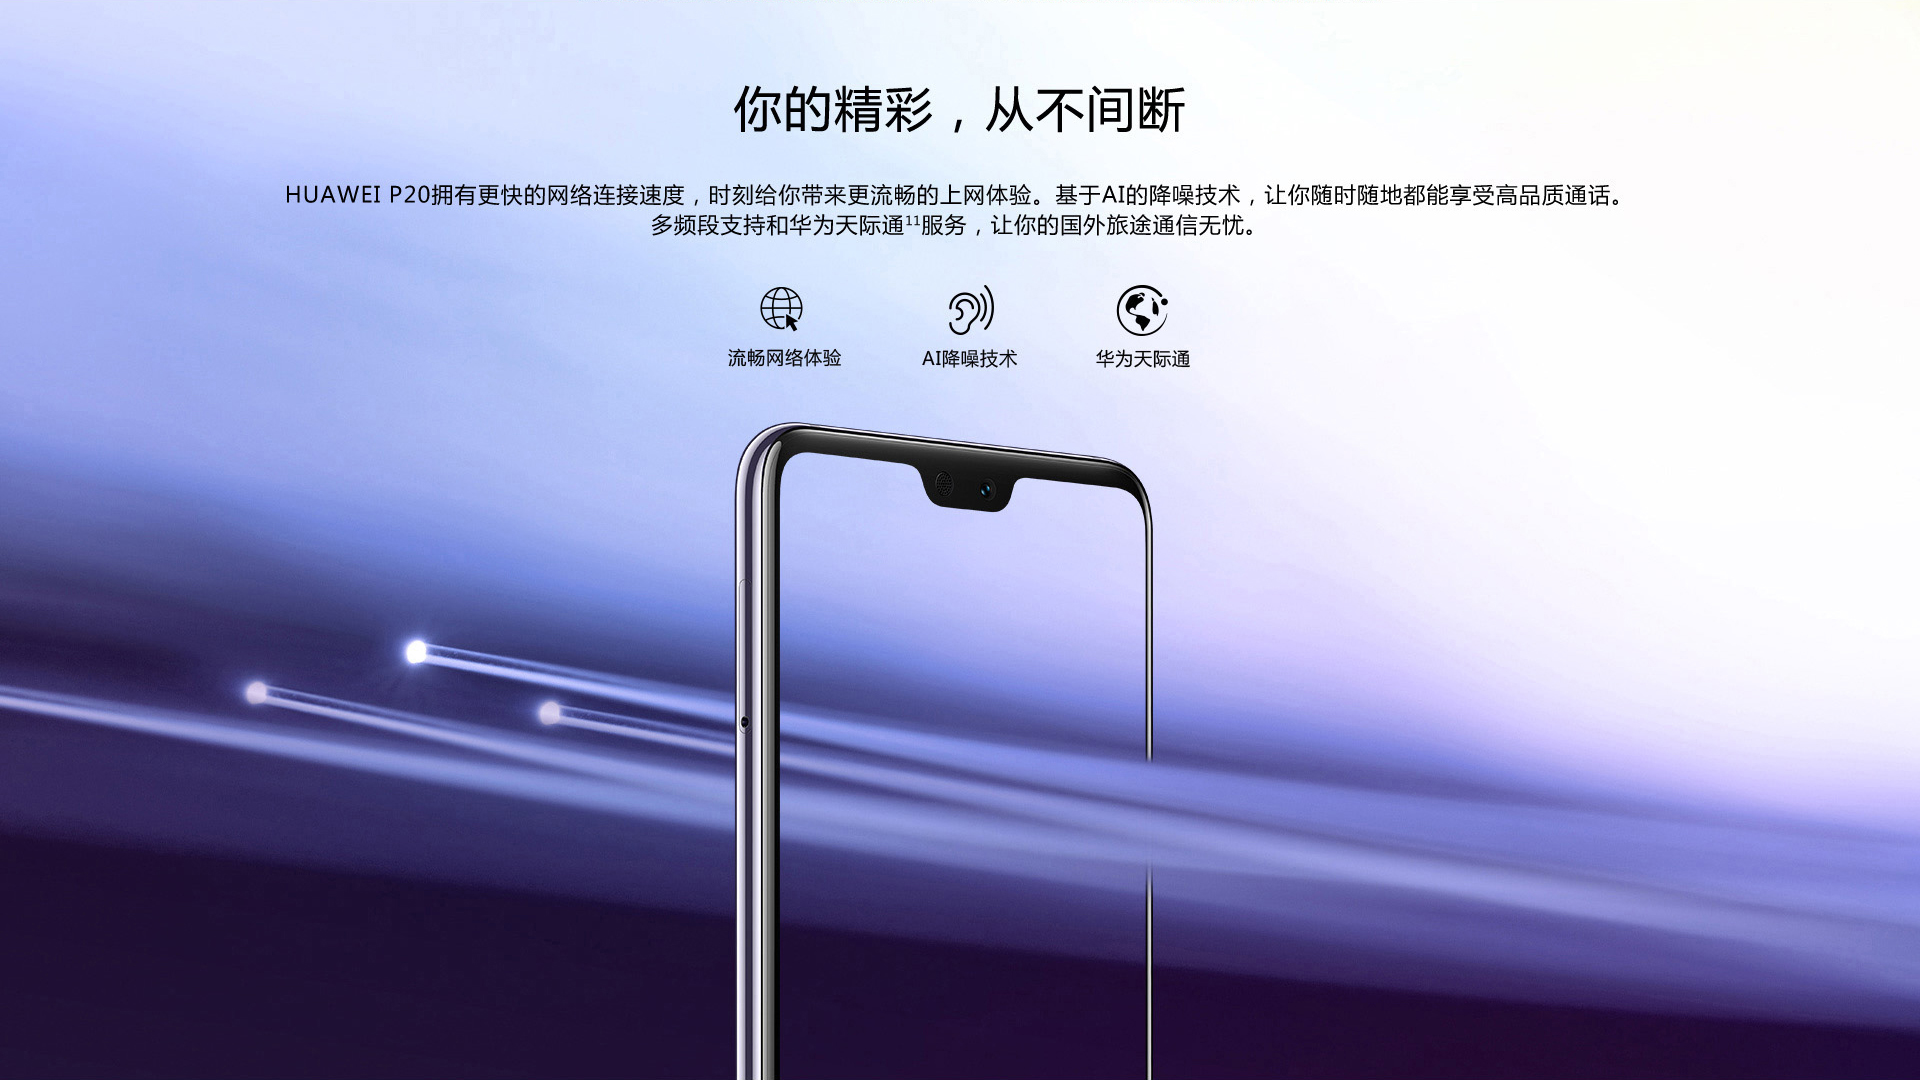 你的精彩，从不间断
HUAWEI P20拥有更快的网络连接速度，时刻给你带来更流畅的上网体验。基于AI的降噪技术，让你随时随地都能享受高品质通话。
多频段支持和华为天际通¹¹服务，让你的国外旅途通信无忧。
流畅网络体验
AI降噪技术
华为天际通